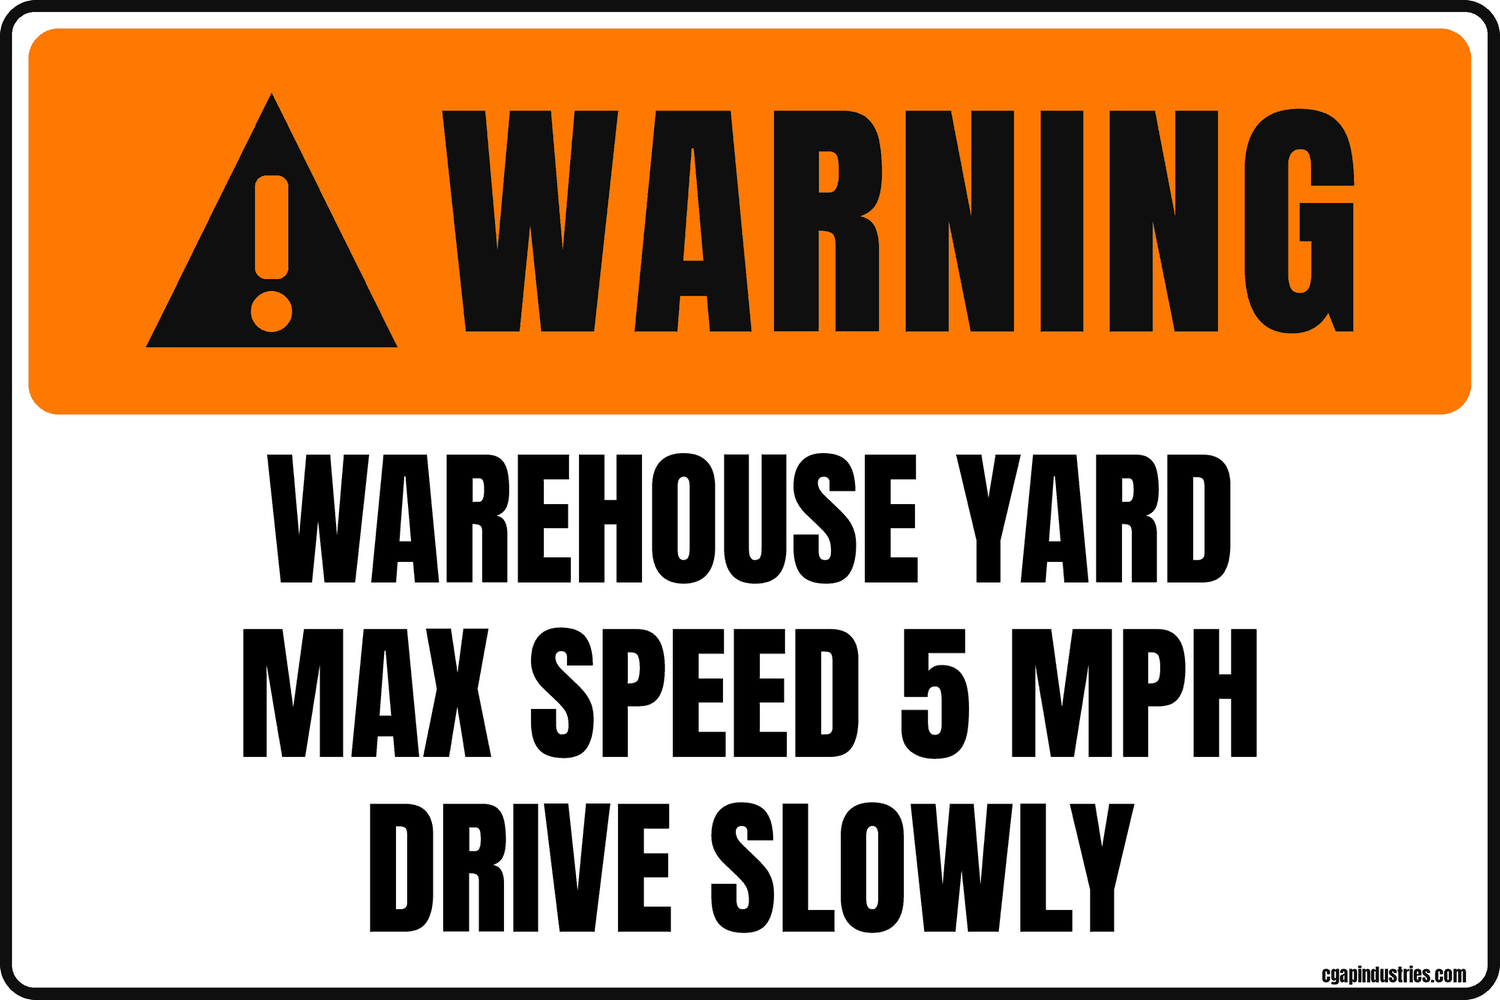 WARNING
WAREHOUSE YARD
MAX SPEED 5 MPH
DRIVE SLOWLY
cgapindustries.com